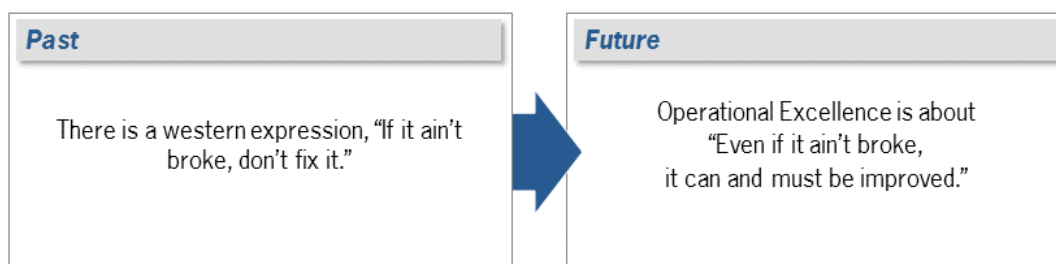 Past
There is a western expression, “If it ain’t
broke, don’t fix it.”
Future
Operational Excellence is about
“Even if it ain’t broke,
it can and must be improved.”